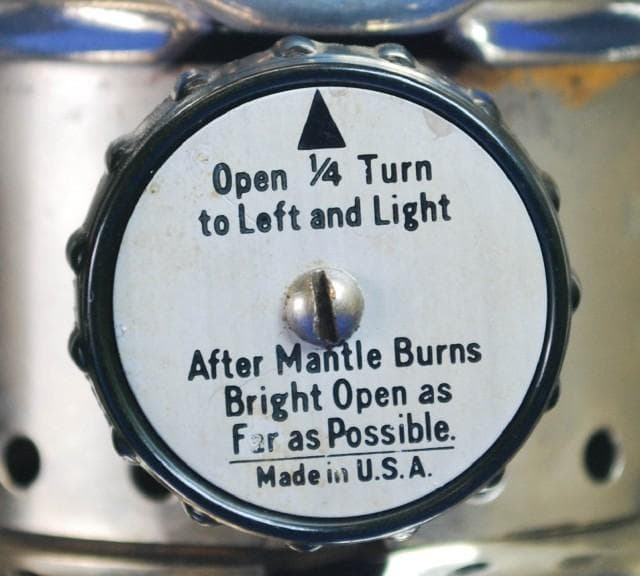 Open ¼ Turn
to Left and Light
After Mantle Burns
Bright Open as
Far as Possible.
Made in U.S.A.